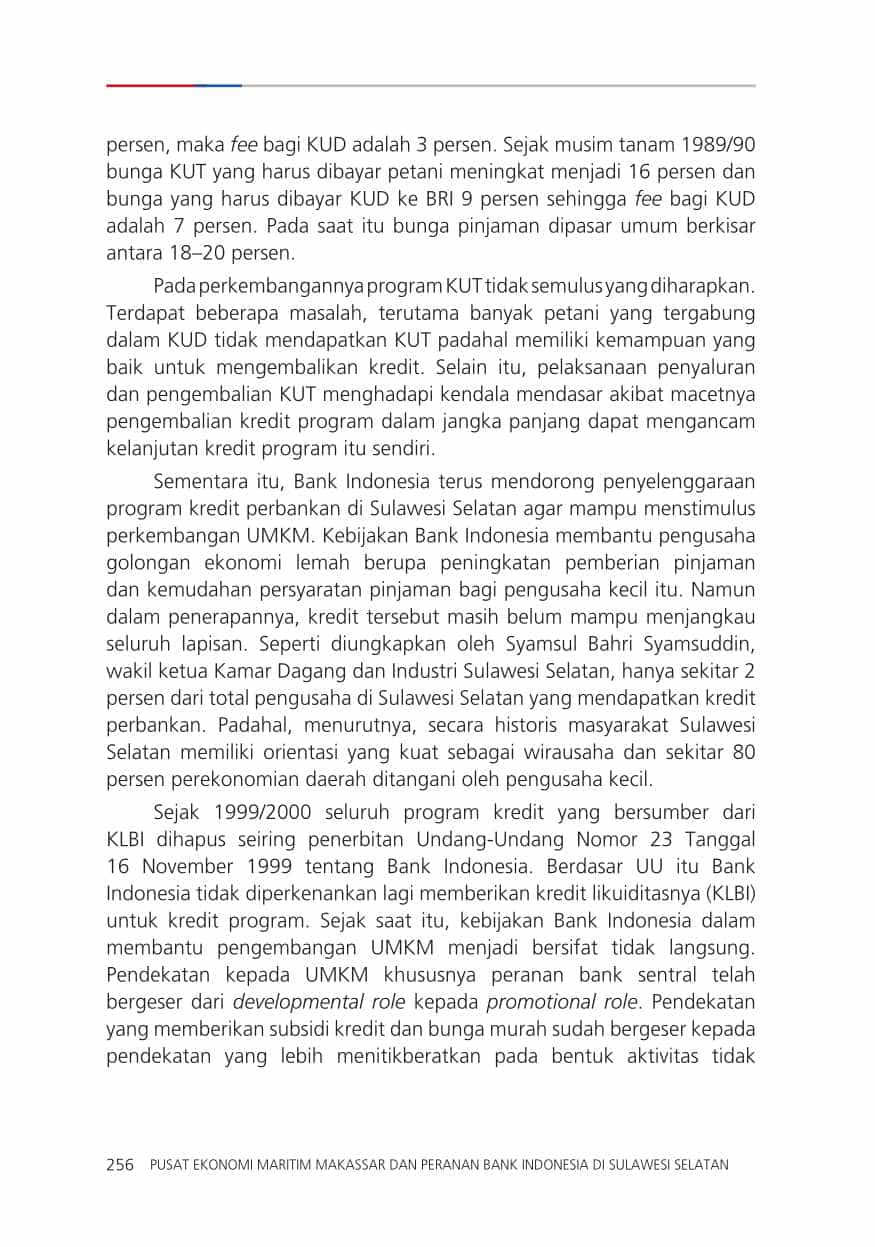 persen, maka fee bagi KUD adalah 3 persen. Sejak musim tanam 1989/90
bunga KUT yang harus dibayar petani meningkat menjadi 16 persen dan
bunga yang harus dibayar KUD ke BRI 9 persen sehingga fee bagi KUD
adalah 7 persen. Pada saat itu bunga pinjaman dipasar umum berkisar
antara 18–20 persen.
Pada perkembangannya program KUT tidak semulus yang diharapkan.
Terdapat beberapa masalah, terutama banyak petani yang tergabung
dalam KUD tidak mendapatkan KUT padahal memiliki kemampuan yang
baik untuk mengembalikan kredit. Selain itu, pelaksanaan penyaluran
dan pengembalian KUT menghadapi kendala mendasar akibat macetnya
pengembalian kredit program dalam jangka panjang dapat mengancam
kelanjutan kredit program itu sendiri.
Sementara itu, Bank Indonesia terus mendorong penyelenggaraan
program kredit perbankan di Sulawesi Selatan agar mampu menstimulus
perkembangan UMKM. Kebijakan Bank Indonesia membantu pengusaha
golongan ekonomi lemah berupa peningkatan pemberian pinjaman
dan kemudahan persyaratan pinjaman bagi pengusaha kecil itu. Namun
dalam penerapannya, kredit tersebut masih belum mampu menjangkau
seluruh lapisan. Seperti diungkapkan oleh Syamsul Bahri Syamsuddin,
wakil ketua Kamar Dagang dan Industri Sulawesi Selatan, hanya sekitar 2
persen dari total pengusaha di Sulawesi Selatan yang mendapatkan kredit
perbankan. Padahal, menurutnya, secara historis masyarakat Sulawesi
Selatan memiliki orientasi yang kuat sebagai wirausaha dan sekitar 80
persen perekonomian daerah ditangani oleh pengusaha kecil.
Sejak 1999/2000 seluruh program kredit yang bersumber dari
KLBI dihapus seiring penerbitan Undang-Undang Nomor 23 Tanggal
16 November 1999 tentang Bank Indonesia. Berdasar UU itu Bank
Indonesia tidak diperkenankan lagi memberikan kredit likuiditasnya (KLBI)
untuk kredit program. Sejak saat itu, kebijakan Bank Indonesia dalam
membantu pengembangan UMKM menjadi bersifat tidak langsung.
Pendekatan kepada UMKM khususnya peranan bank sentral telah
bergeser dari developmental role kepada promotional role. Pendekatan
yang memberikan subsidi kredit dan bunga murah sudah bergeser kepada
pendekatan yang lebih menitikberatkan pada bentuk aktivitas tidak
256 PUSAT EKONOMI MARITIM MAKASSAR DAN PERANAN BANK INDONESIA DI SULAWESI SELATAN